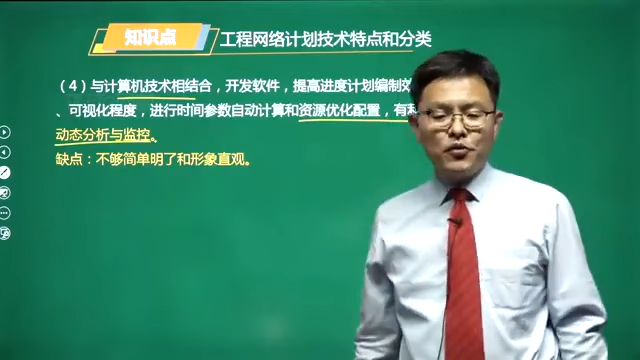 知识点
工程网络计划技术特点和分类
（4）与计算机技术相结合，开发软件，提高进度计划编制
、可视化程度，进行时间参数自动计算和资源优化配置，有
动态分析与监控。
缺点：不够简单明了和形象直观。